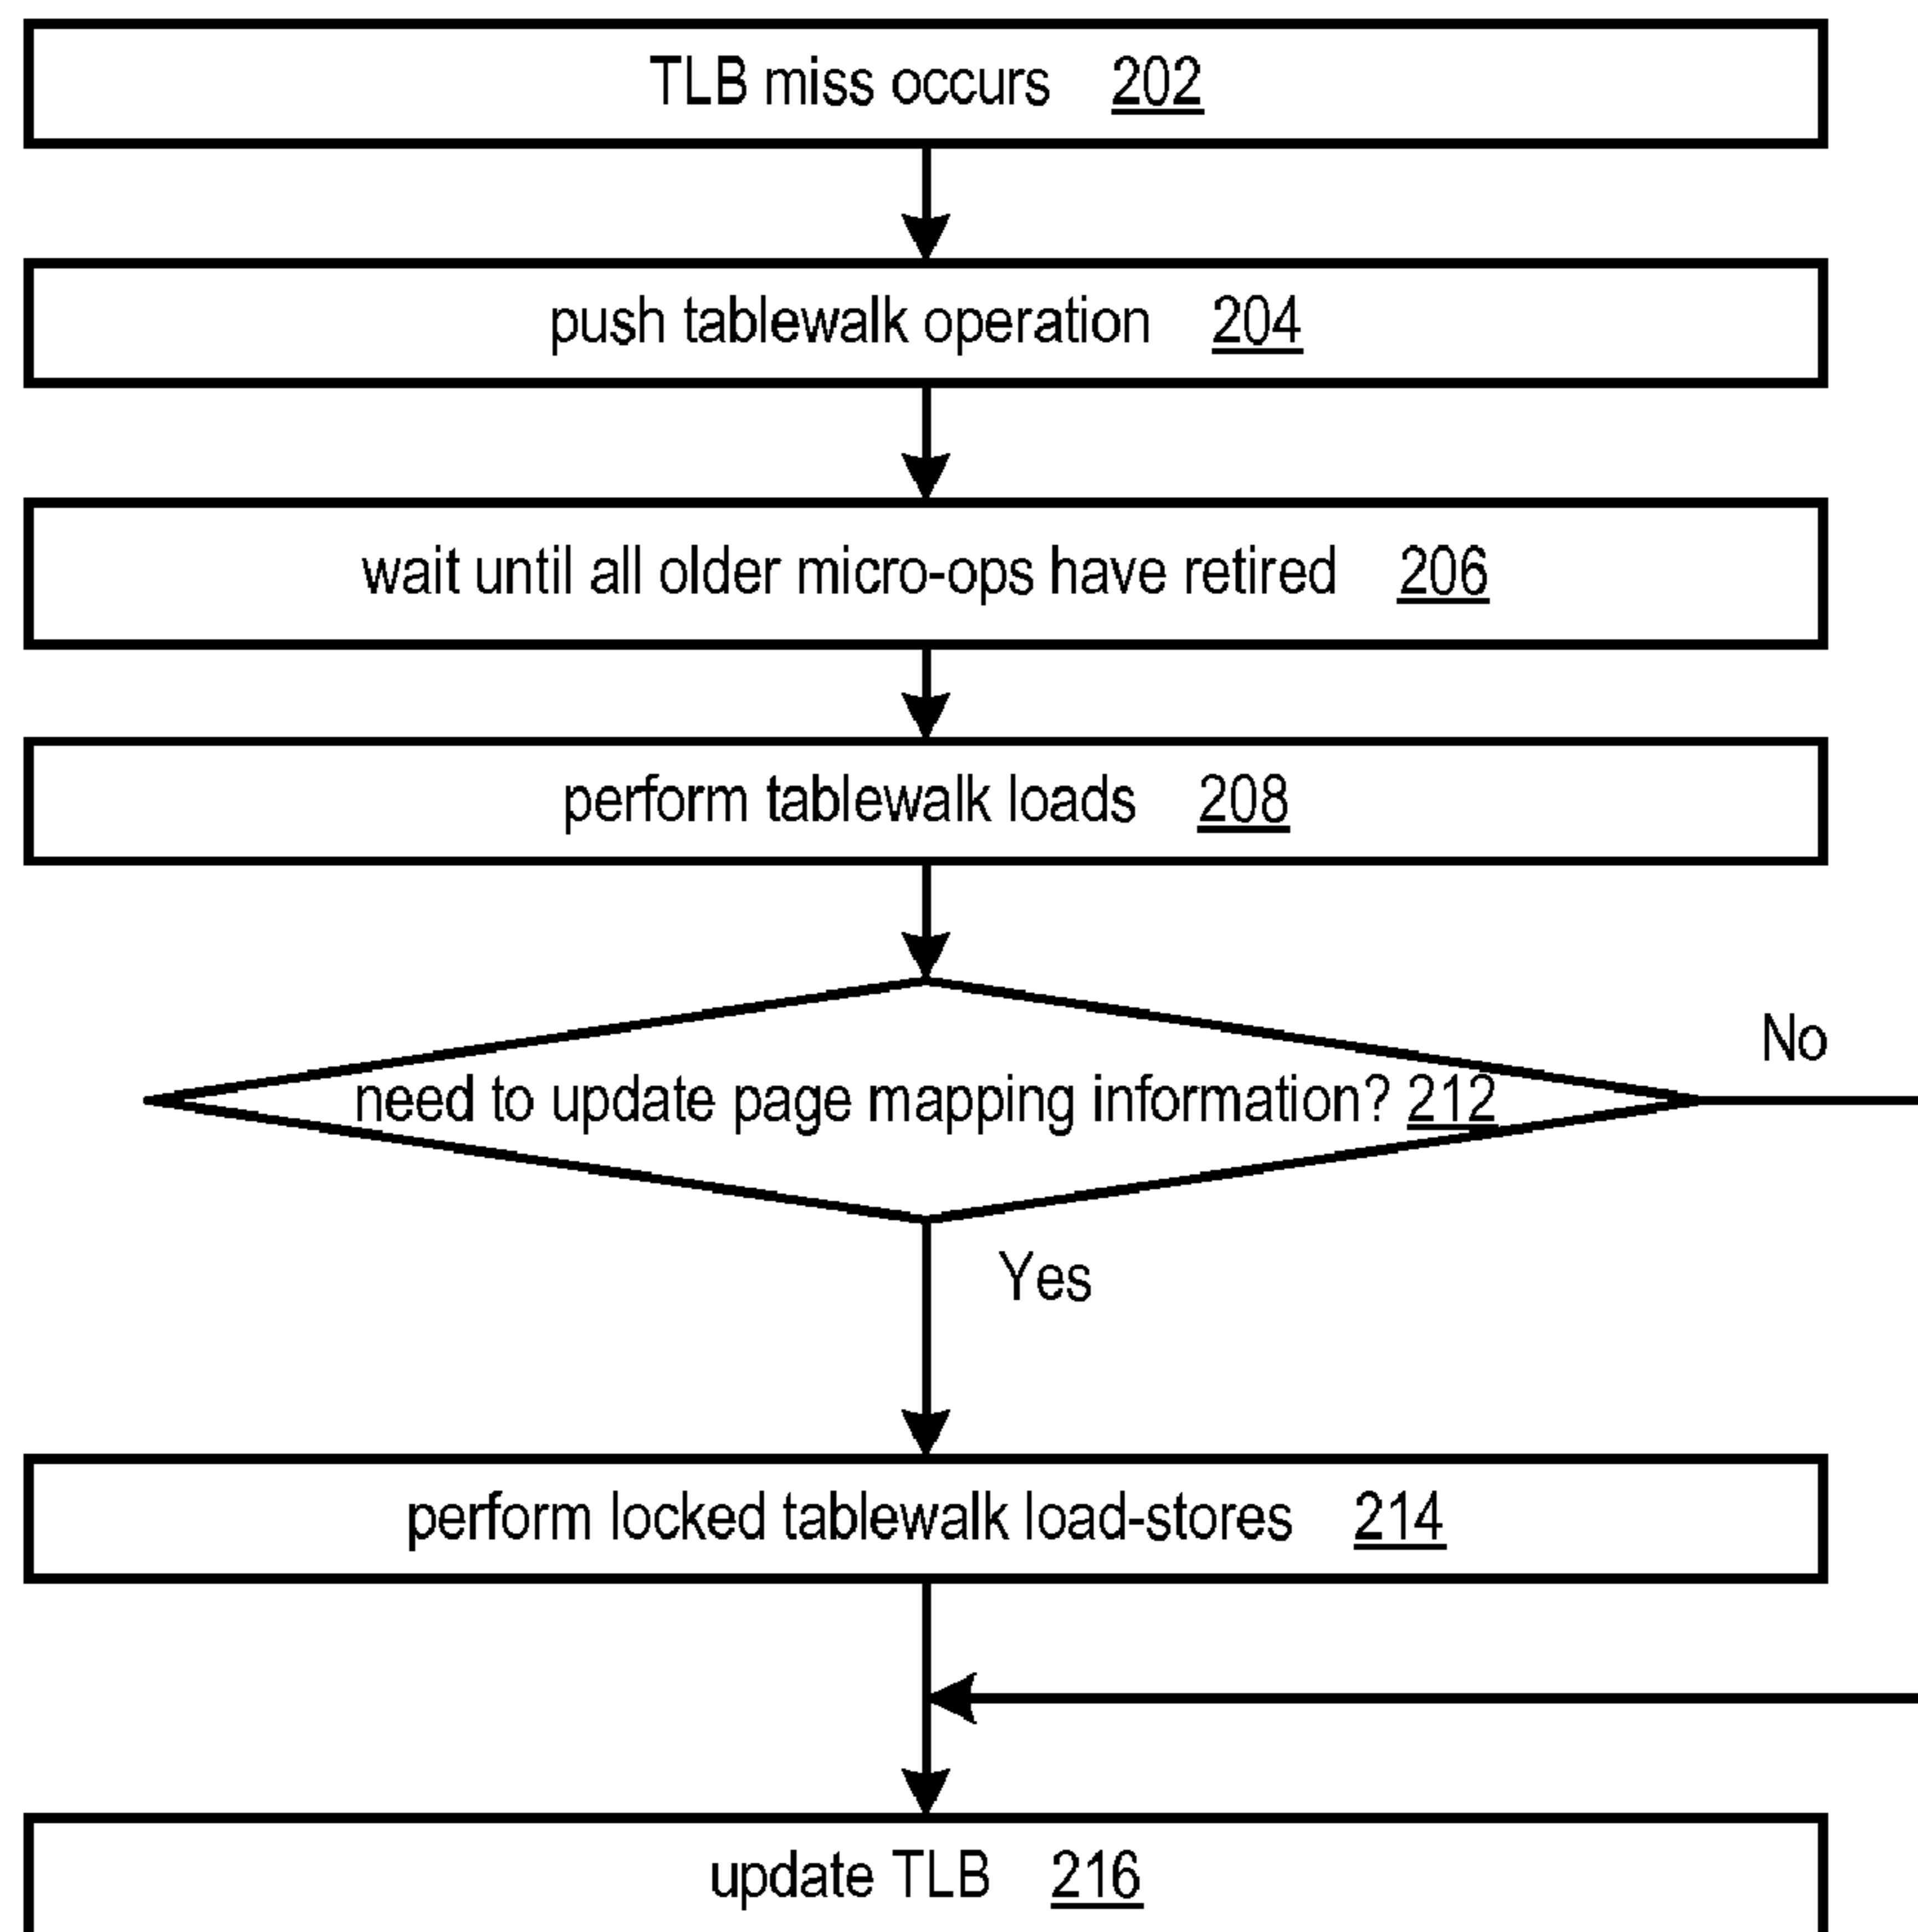 TLB miss occurs 202
push tablewalk operation 204
wait until all older micro-ops have retired 206
perform tablewalk loads 208
No
need to update page mapping information? 212
Yes
perform locked tablewalk load-stores 214
update TLB 216